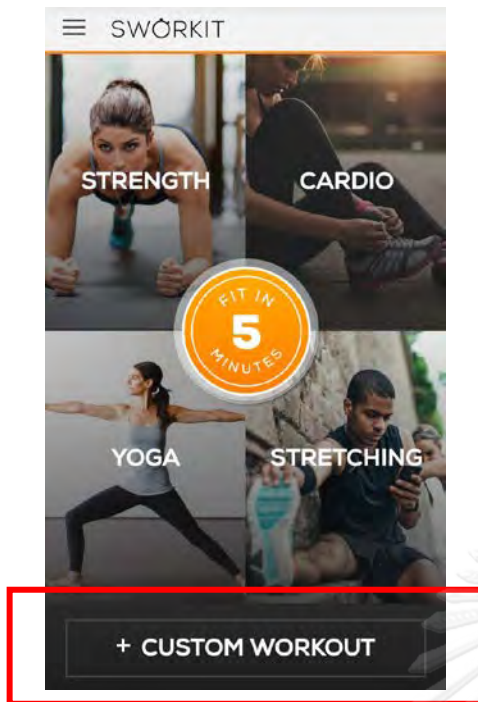 SWORKIT
STRENGTH
CARDIO
FIT IN
5
MINUTES
YOGA
STRETCHING
+ CUSTOM WORKOUT